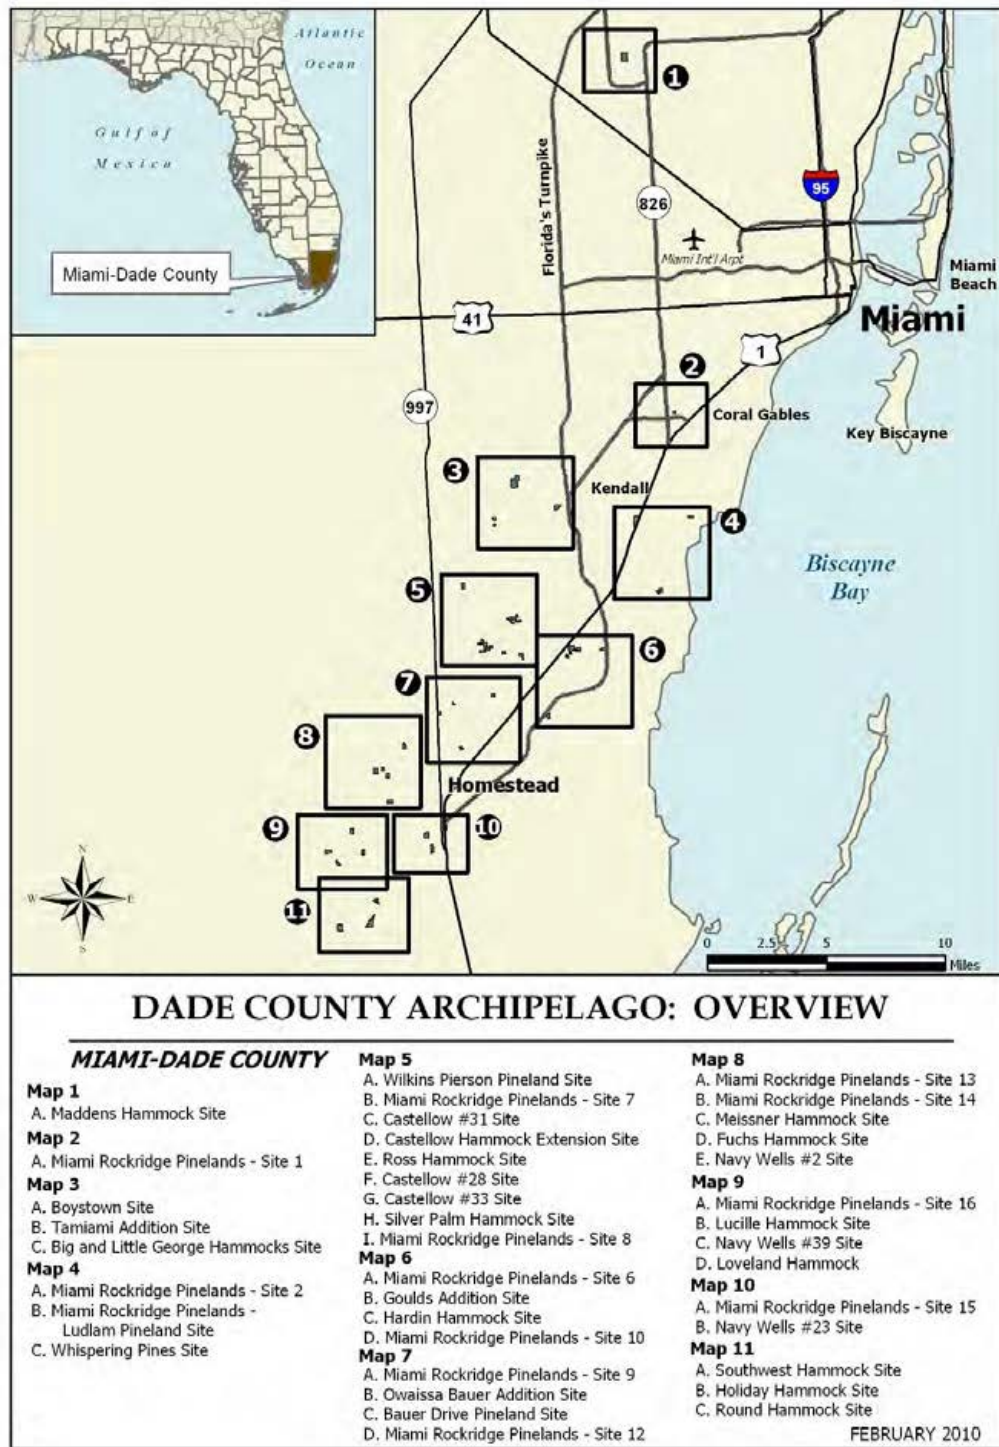 Atlantic
Ocean
Gulf of
Mexico
Miami-Dade County
1
Florida's Turnpike
95
826
Miami Int'l Arpt
Miami
Beach
Miami
41
1
2
997
Coral Gables
Key Biscayne
3
Kendall
4
Biscayne
Bay
5
6
7
8
Homestead
9
10
N
W
E
S
11
0
2.5
5
10
Miles
DADE COUNTY ARCHIPELAGO: OVERVIEW
MIAMI-DADE COUNTY
Map 1
A. Maddens Hammock Site
Map 2
A. Miami Rockridge Pinelands - Site 1
Map 3
A. Boystown Site
B. Tamiami Addition Site
C. Big and Little George Hammocks Site
Map 4
A. Miami Rockridge Pinelands - Site 2
B. Miami Rockridge Pinelands -
Ludlam Pineland Site
C. Whispering Pines Site
Map 5
A. Wilkins Pierson Pineland Site
B. Miami Rockridge Pinelands - Site 7
C. Castellow #31 Site
D. Castellow Hammock Extension Site
E. Ross Hammock Site
F. Castellow #28 Site
G. Castellow #33 Site
H. Silver Palm Hammock Site
I. Miami Rockridge Pinelands - Site 8
Map 6
A. Miami Rockridge Pinelands - Site 6
B. Goulds Addition Site
C. Hardin Hammock Site
D. Miami Rockridge Pinelands - Site 10
Map 7
A. Miami Rockridge Pinelands - Site 9
B. Owaissa Bauer Addition Site
C. Bauer Drive Pineland Site
D. Miami Rockridge Pinelands - Site 12
Map 8
A. Miami Rockridge Pinelands - Site 13
B. Miami Rockridge Pinelands - Site 14
C. Meissner Hammock Site
D. Fuchs Hammock Site
E. Navy Wells #2 Site
Map 9
A. Miami Rockridge Pinelands - Site 16
B. Lucille Hammock Site
C. Navy Wells #39 Site
D. Loveland Hammock
Map 10
A. Miami Rockridge Pinelands - Site 15
B. Navy Wells #23 Site
Map 11
A. Southwest Hammock Site
B. Holiday Hammock Site
C. Round Hammock Site
FEBRUARY 2010